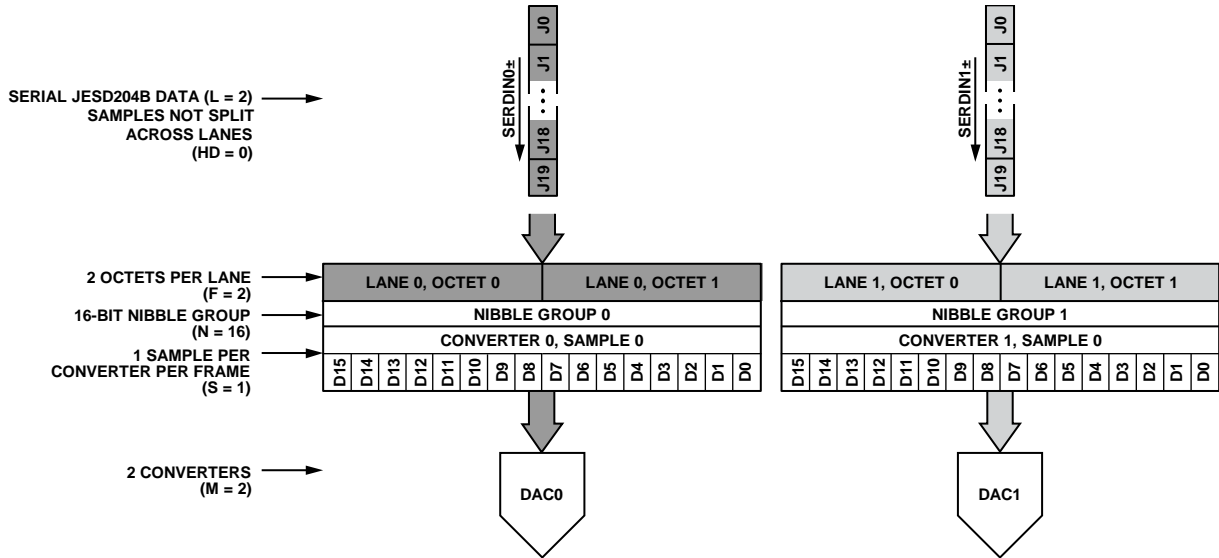 SERIAL JESD204B DATA (L = 2)
SAMPLES NOT SPLIT
ACROSS LANES
(HD = 0)
SERDIN0±
J0
J1
J18
J19
SERDIN1±
J0
J1
J18
J19
2 OCTETS PER LANE
(F = 2)
LANE 0, OCTET 0
LANE 0, OCTET 1
LANE 1, OCTET 0
LANE 1, OCTET 1
16-BIT NIBBLE GROUP
(N = 16)
NIBBLE GROUP 0
NIBBLE GROUP 1
CONVERTER 0, SAMPLE 0
CONVERTER 1, SAMPLE 0
1 SAMPLE PER
CONVERTER PER FRAME
(S = 1)
D15 D14 D13 D12 D11 D10 D9 D8 D7 D6 D5 D4 D3 D2 D1 D0
D15 D14 D13 D12 D11 D10 D9 D8 D7 D6 D5 D4 D3 D2 D1 D0
2 CONVERTERS
(M = 2)
DAC0
DAC1